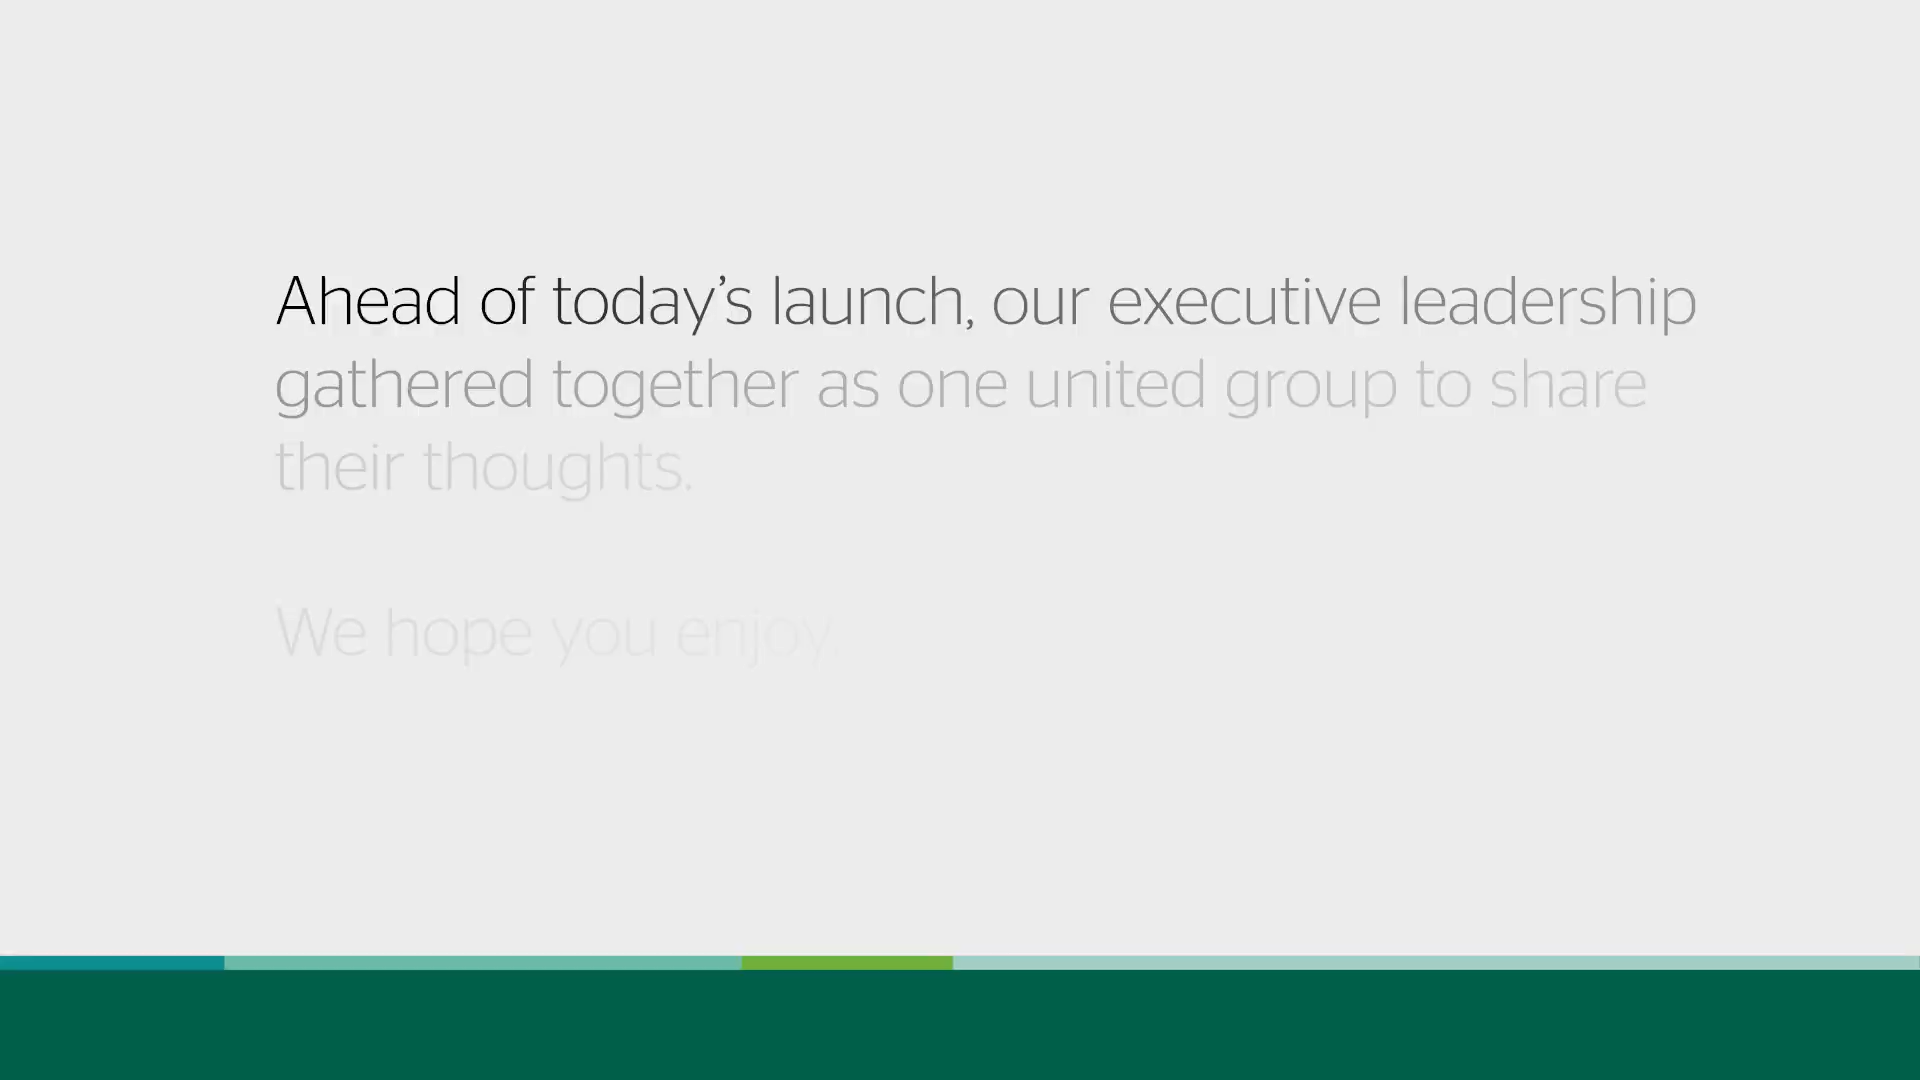 Ahead of today’s launch, our executive leadership
gathered together as one united group to share
their thoughts.
We hope you enjoy.